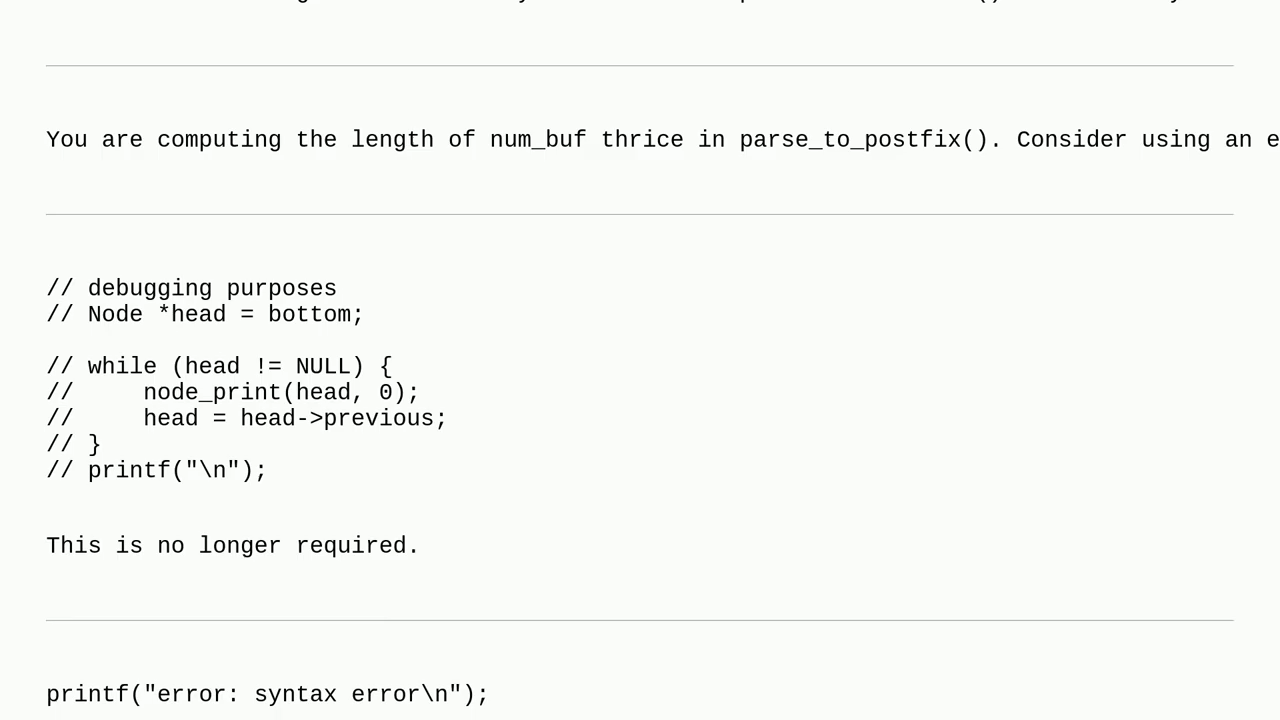 You are computing the length of num_buf thrice in parse_to_postfix(). Consider using an
// debugging purposes
// Node *head = bottom;
// while (head != NULL) {
//     node_print(head, 0);
//     head = head->previous;
// }
// printf("\n");
This is no longer required.
printf("error: syntax error\n");